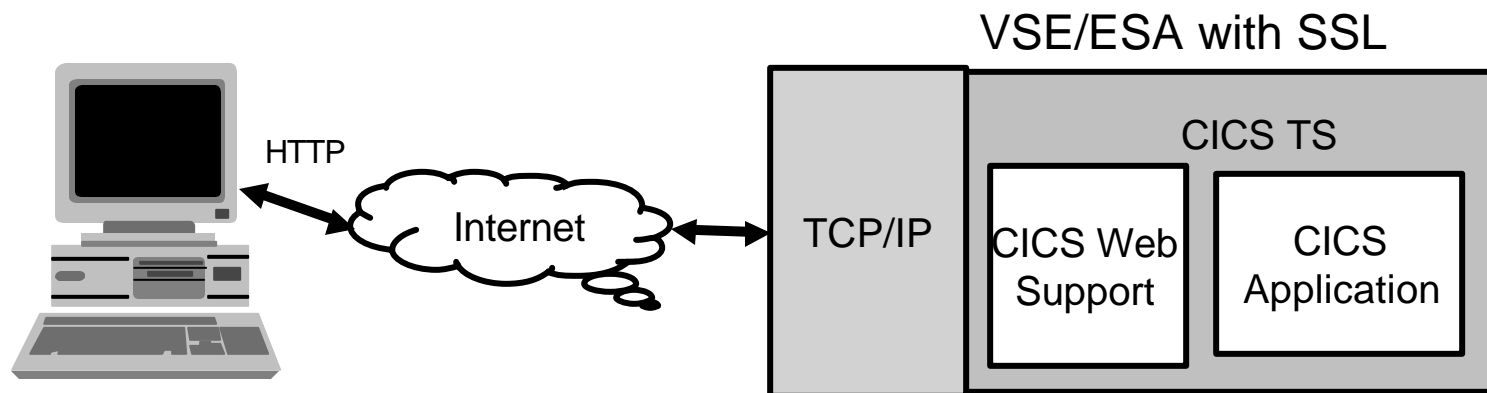 VSE/ESA with SSL
HTTP
Internet
TCP/IP
CICS TS
CICS Web
Support
CICS
Application